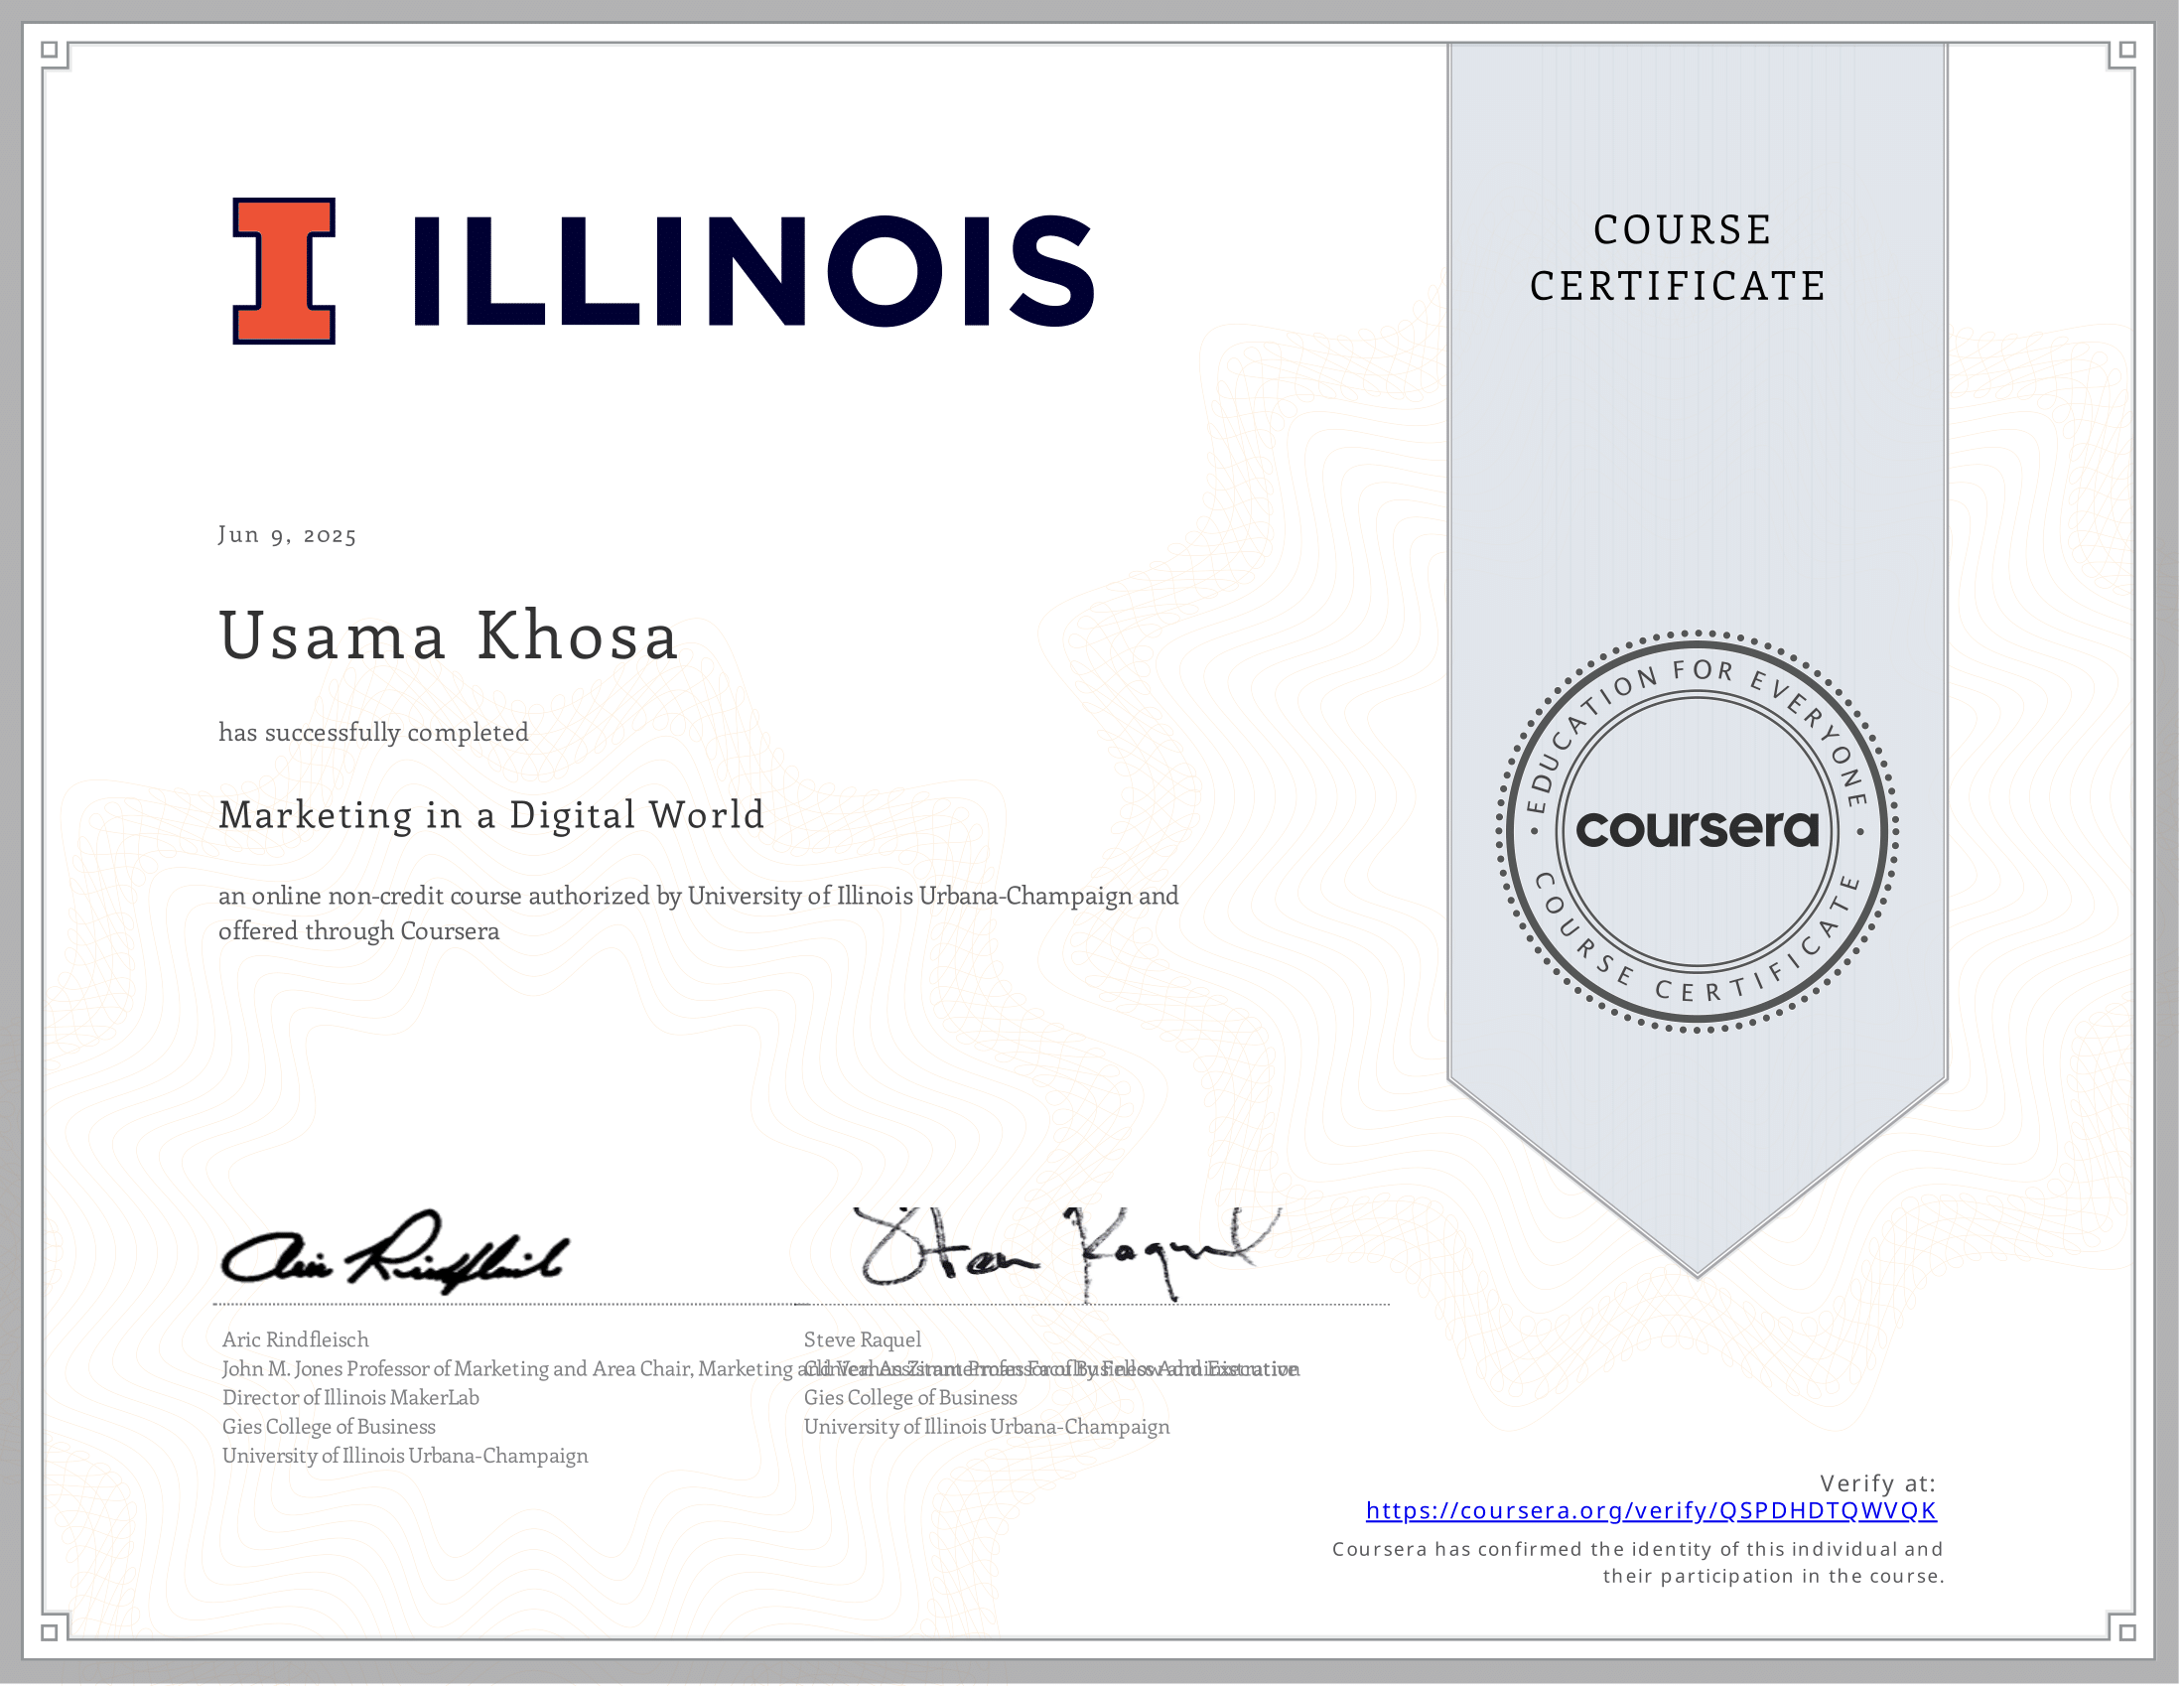 ILLINOIS
COURSE
CERTIFICATE
Jun 9, 2025
Usama Khosa
has successfully completed
Marketing in a Digital World
an online non-credit course authorized by University of Illinois Urbana-Champaign and
offered through Coursera
EDUCATION FOR EVERYONE
coursera
COURSE CERTIFICATE
Aric Rindfleisch
John M. Jones Professor of Marketing and Area Chair, Marketing
Director of Illinois MakerLab
Gies College of Business
University of Illinois Urbana-Champaign
Steve Raquel
Clinical Assistant Professor of Business Administration
Gies College of Business
University of Illinois Urbana-Champaign
Verify at:
https://coursera.org/verify/QSPDHDTQWVQK
Coursera has confirmed the identity of this individual and
their participation in the course.